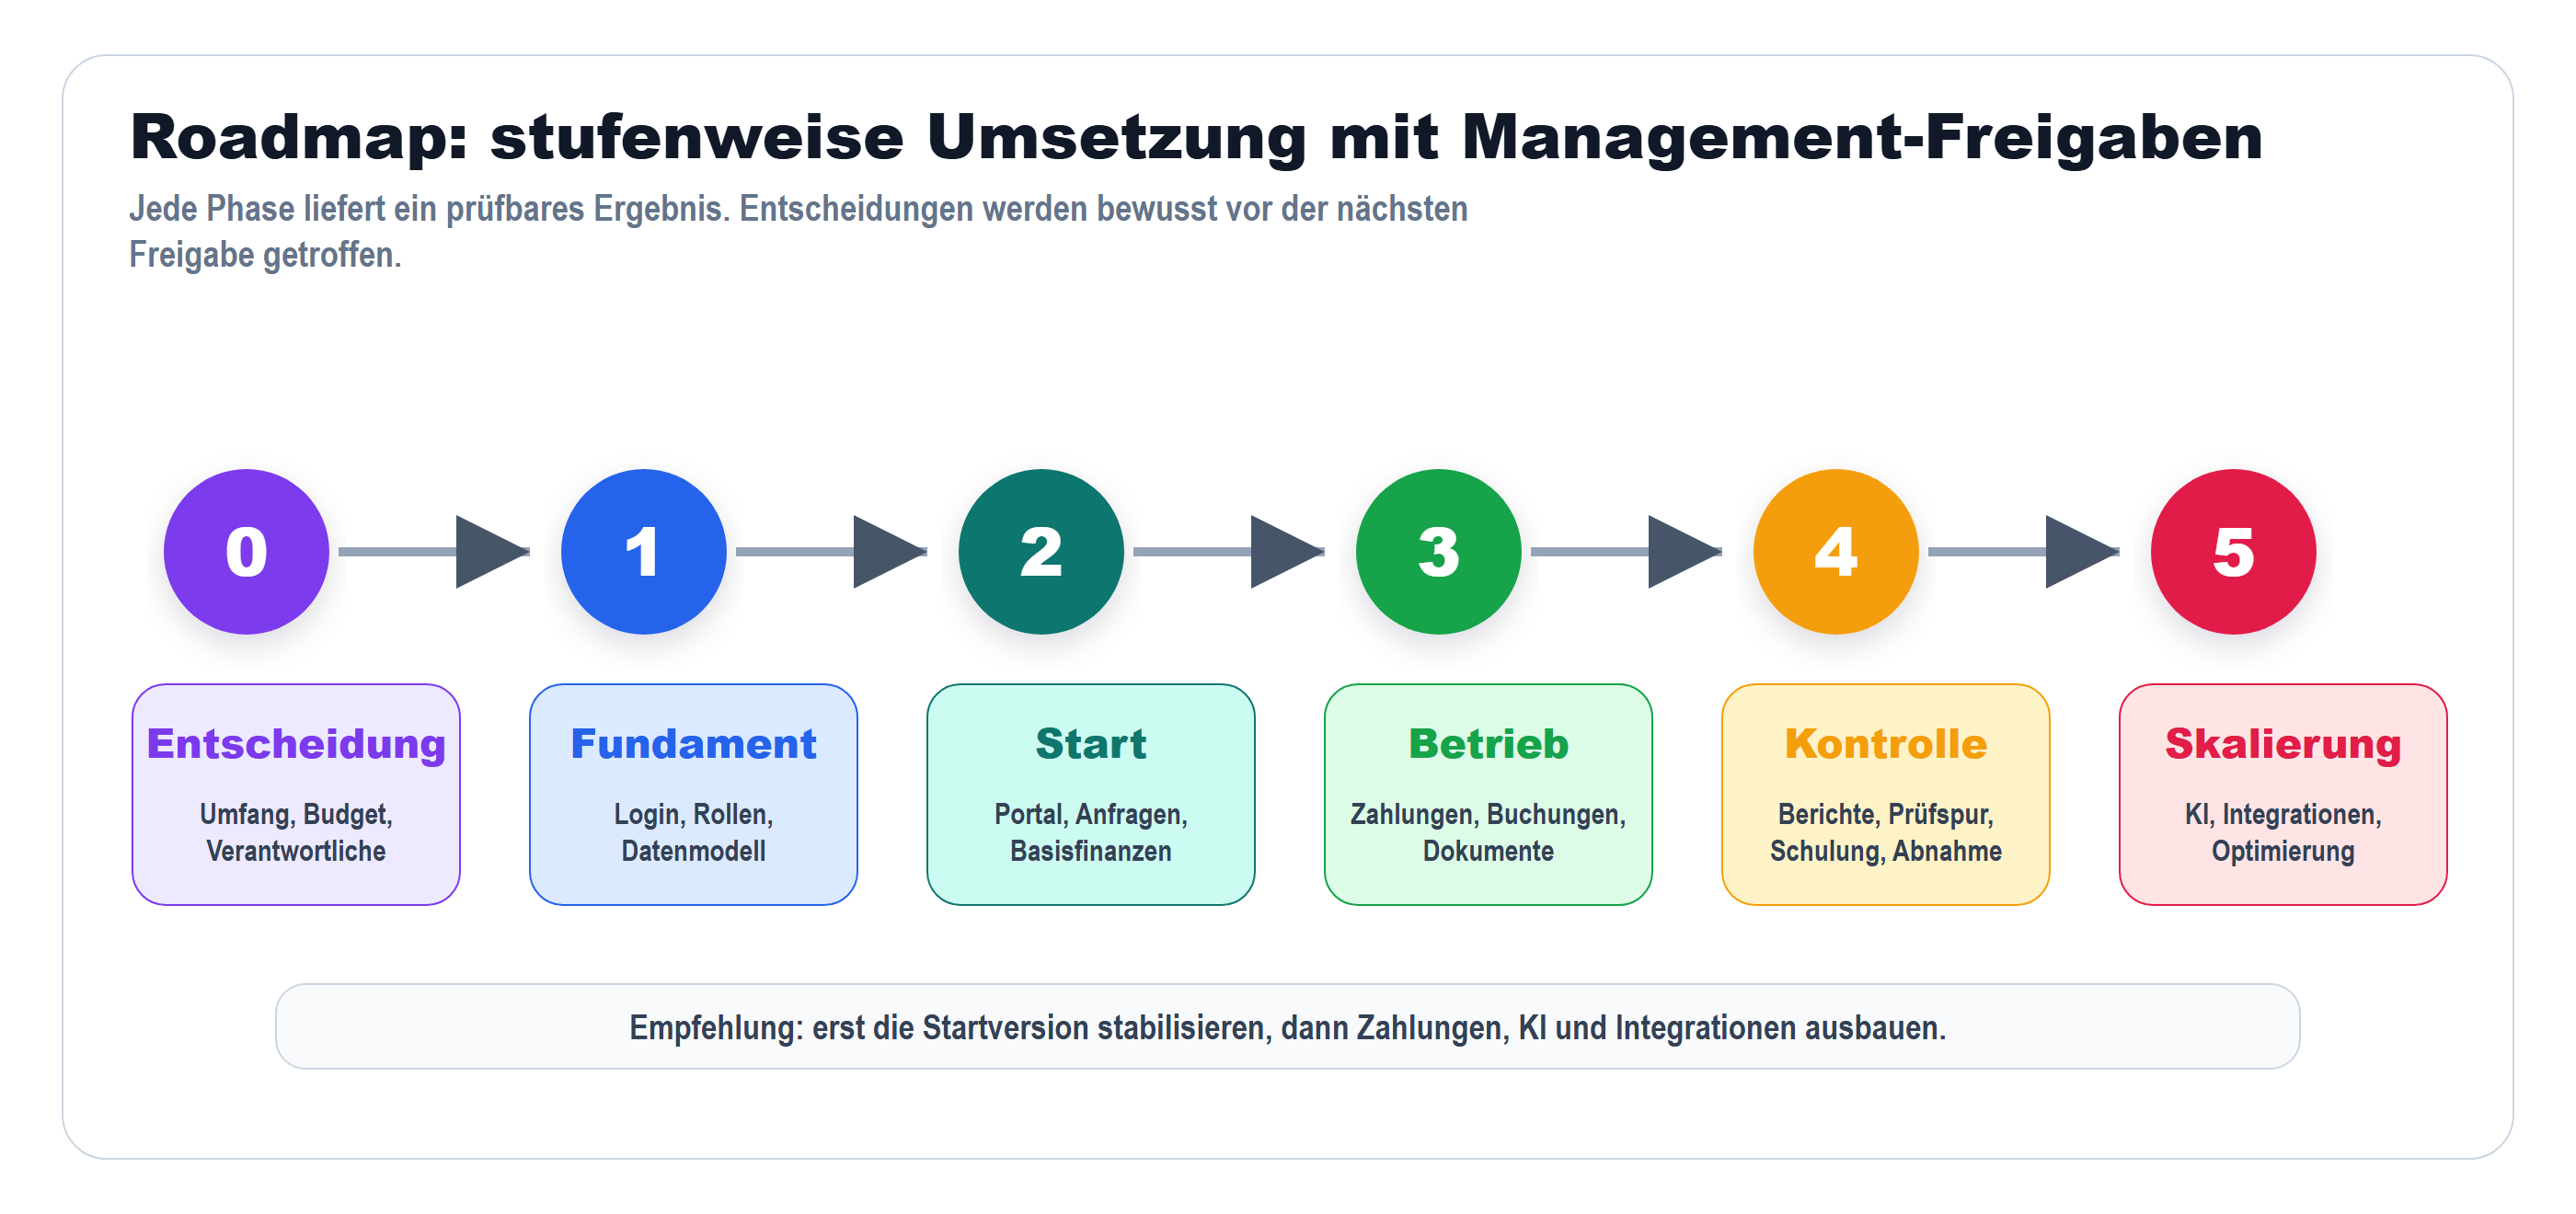 Roadmap: stufenweise Umsetzung mit Management-Freigaben
Jede Phase liefert ein prüfbares Ergebnis. Entscheidungen werden bewusst vor der nächsten
Freigabe getroffen.
0
1
2
3
4
5
Entscheidung
Umfang, Budget,
Verantwortliche
Fundament
Login, Rollen,
Datenmodell
Start
Portal, Anfragen,
Basisfinanzen
Betrieb
Zahlungen, Buchungen,
Dokumente
Kontrolle
Berichte, Prüfspur,
Schulung, Abnahme
Skalierung
KI, Integrationen,
Optimierung
Empfehlung: erst die Startversion stabilisieren, dann Zahlungen, KI und Integrationen ausbauen.